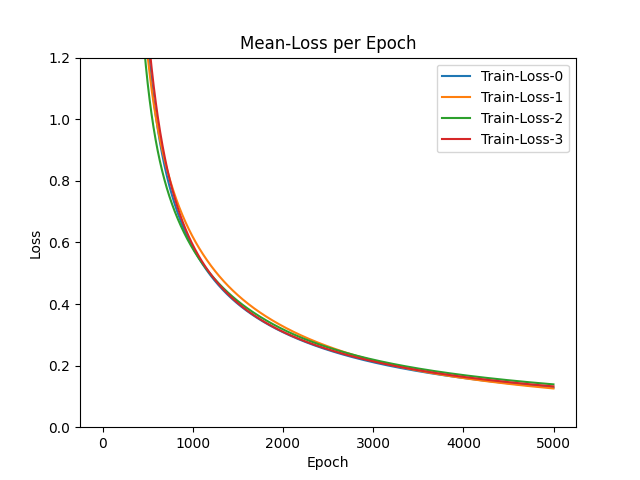 Mean-Loss per Epoch
Loss
1.2
1.0
0.8
0.6
0.4
0.2
0.0
Train-Loss-0
Train-Loss-1
Train-Loss-2
Train-Loss-3
0 1000 2000 3000 4000 5000
Epoch